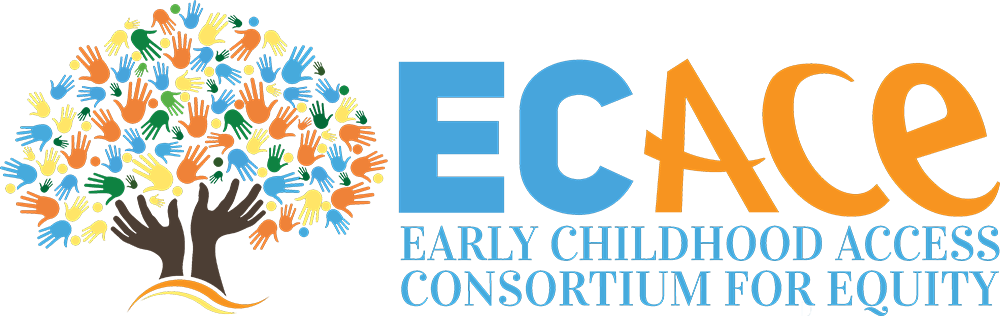 ECACE
EARLY CHILDHOOD ACCESS
CONSORTIUM FOR EQUITY